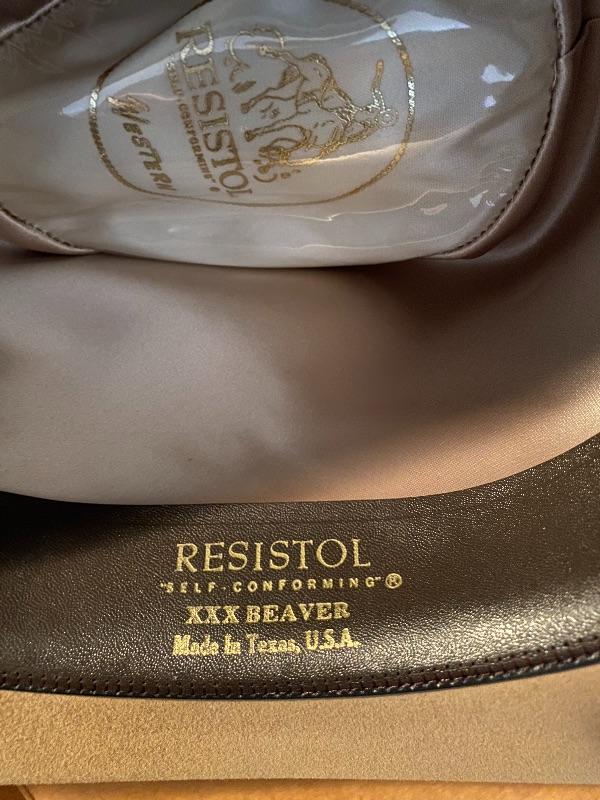 RESISTOL
"SELF-CONFORMING"®
WESTERN
RESISTOL
"SELF-CONFORMING"®
XXX BEAVER
Made In Texas, U.S.A.